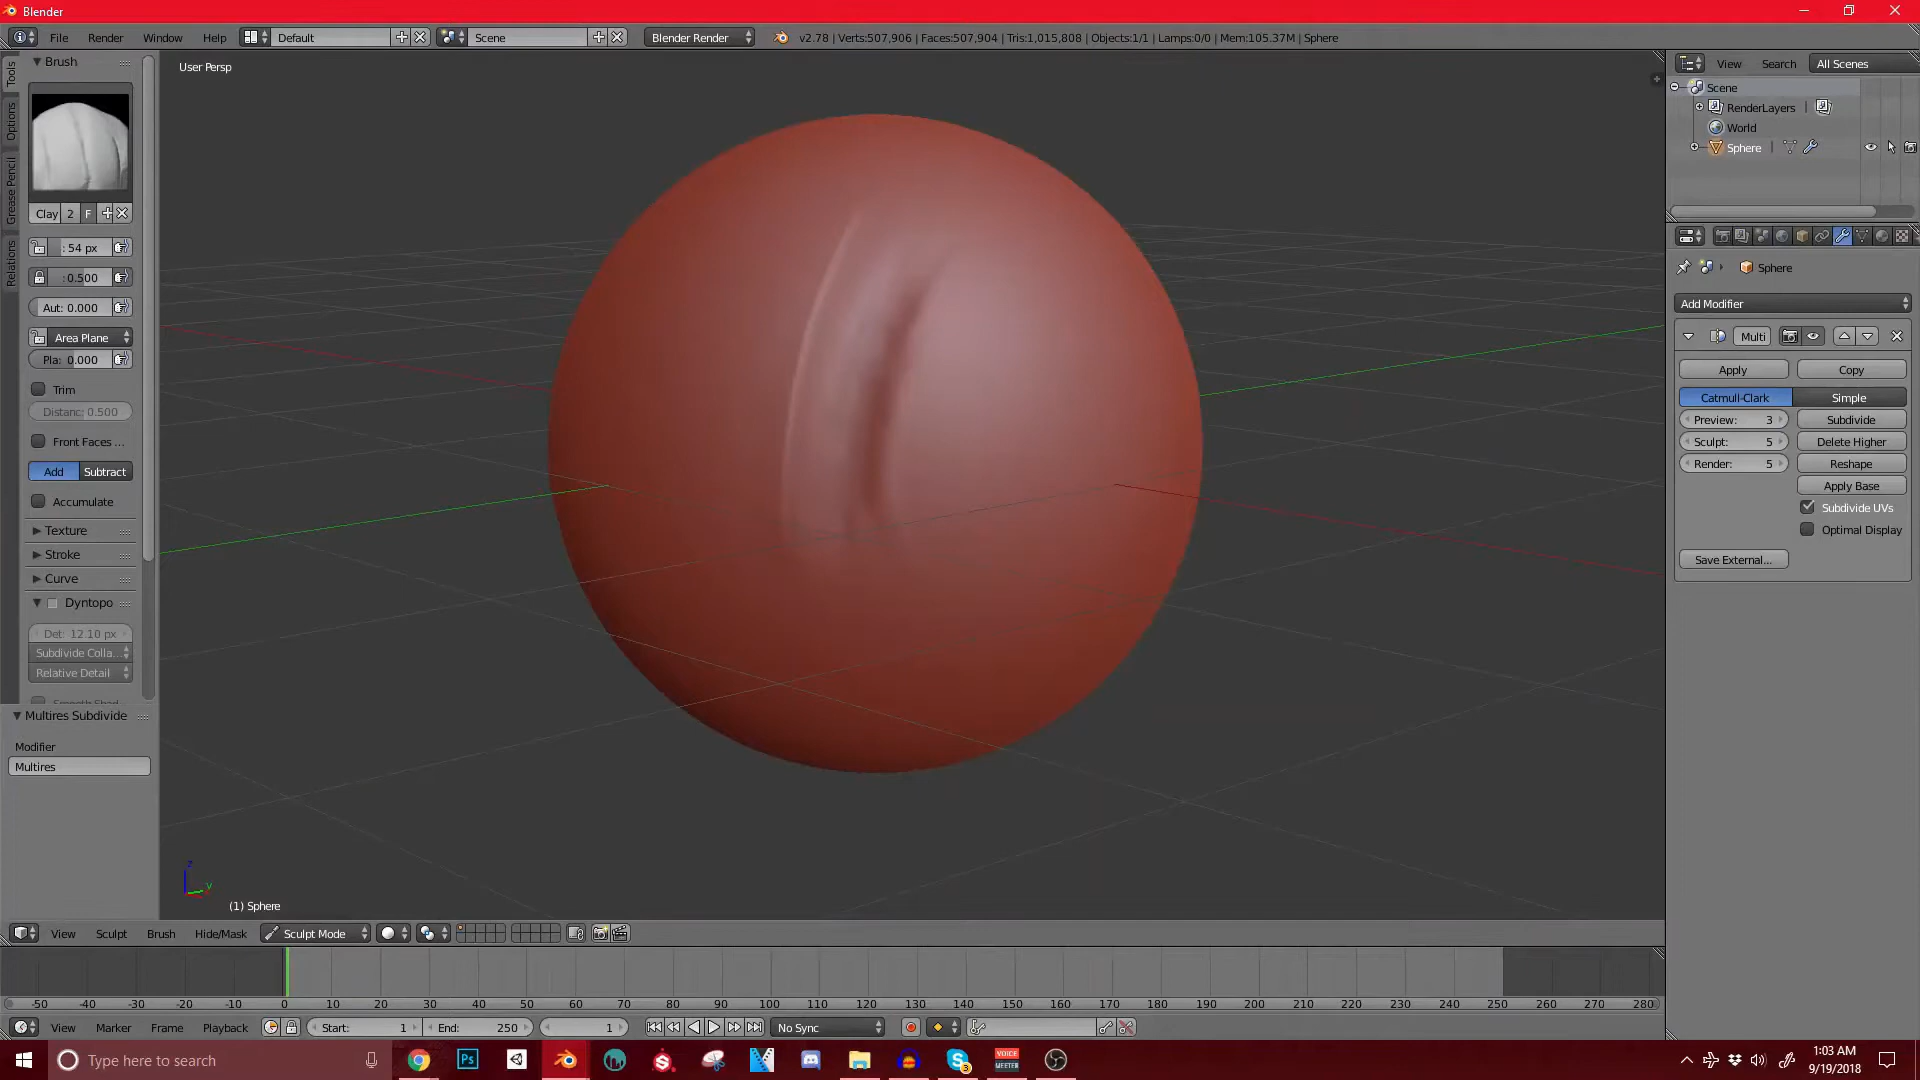 Blender
File Render Window Help Default Scene Blender Render v2.78 | Verts:507,906 | Faces:507,904 | Tris:1,015,808 | Objects:1/1 | Lamps:0/0 | Mem:105.37M | Sphere
Tools
Options
Grease Pencil
Relations
Brush
Clay 2 F
: 54 px
: 0.500
Aut: 0.000
Area Plane
Pla: 0.000
Trim
Distanc: 0.500
Front Faces ...
Add Subtract
Accumulate
Texture
Stroke
Curve
Dyntopo
Det: 12.10 px
Subdivide Colla...
Relative Detail
Multires Subdivide
Modifier
Multires
User Persp
z
y
(1) Sphere
View Search All Scenes
Scene
RenderLayers |
World
Sphere |
Sphere
Add Modifier
Multi
Apply Copy
Catmull-Clark Simple
Preview: 3 Subdivide
Sculpt: 5 Delete Higher
Render: 5 Reshape
Apply Base
Subdivide UVs
Optimal Display
Save External...
View Sculpt Brush Hide/Mask Sculpt Mode
-50 -40 -30 -20 -10 0 10 20 30 40 50 60 70 80 90 100 110 120 130 140 150 160 170 180 190 200 210 220 230 240 250 260 270 280
View Marker Frame Playback Start: 1 End: 250 1 No Sync
Type here to search
Ps
VOICE
MEETER
3
1:03 AM
9/19/2018